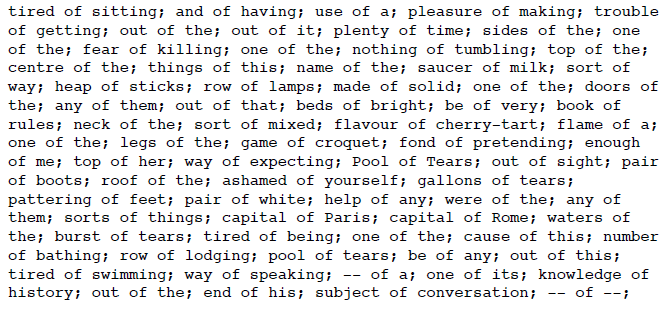 tired of sitting; and of having; use of a; pleasure of making; trouble
of getting; out of the; out of it; plenty of time; sides of the; one
of the; fear of killing; one of the; nothing of tumbling; top of the;
centre of the; things of this; name of the; saucer of milk; sort of
way; heap of sticks; row of lamps; made of solid; one of the; doors of
the; any of them; out of that; beds of bright; be of very; book of
rules; neck of the; sort of mixed; flavour of cherry-tart; flame of a;
one of the; legs of the; game of croquet; fond of pretending; enough
of me; top of her; way of expecting; Pool of Tears; out of sight; pair
of boots; roof of the; ashamed of yourself; gallons of tears;
pattering of feet; pair of white; help of any; were of the; any of
them; sorts of things; capital of Paris; capital of Rome; waters of
the; burst of tears; tired of being; one of the; cause of this; number
of bathing; row of lodging; pool of tears; be of any; out of this;
tired of swimming; way of speaking; -- of a; one of its; knowledge of
history; out of the; end of his; subject of conversation; -- of --;